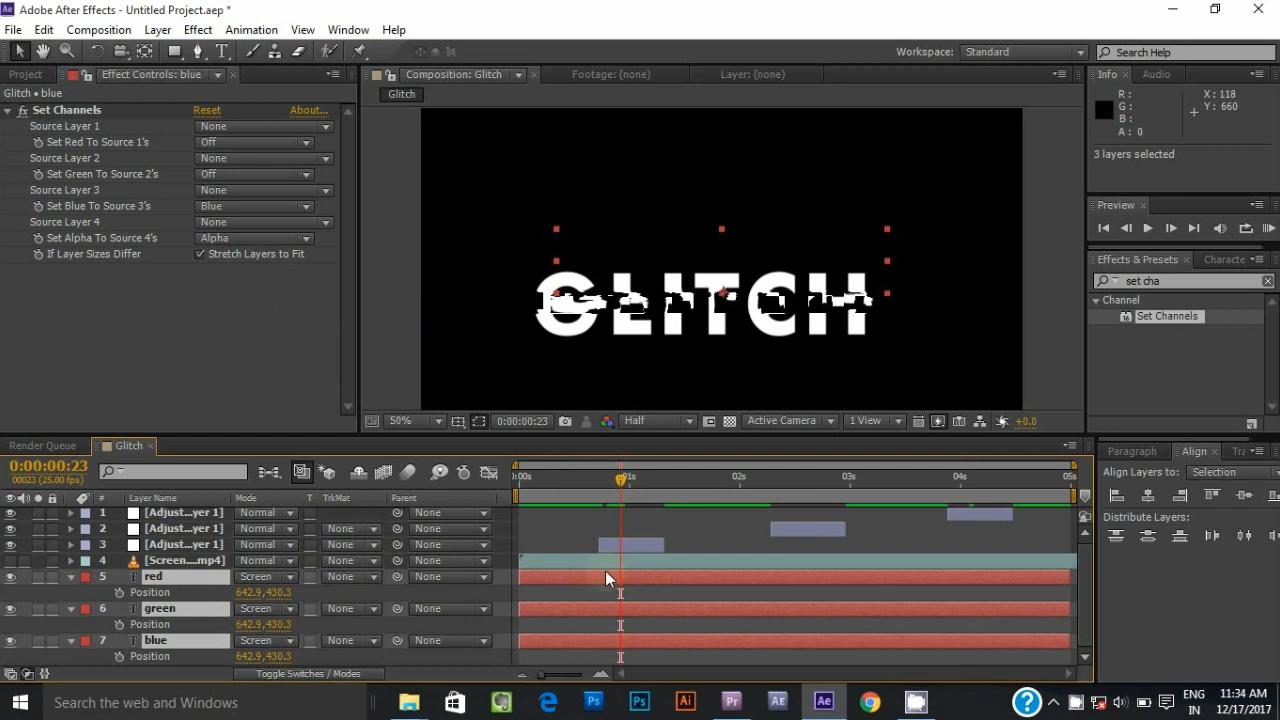 Adobe After Effects - Untitled Project.aep *
File Edit Composition Layer Effect Animation View Window Help
Workspace: Standard Search Help
Project Effect Controls: blue Composition: Glitch Footage: (none) Layer: (none) Info Audio
Glitch • blue
Glitch
Set Channels Reset About...
Source Layer 1 None
Set Red To Source 1's Off
Source Layer 2 None
Set Green To Source 2's Off
Source Layer 3 None
Set Blue To Source 3's Blue
Source Layer 4 None
Set Alpha To Source 4's Alpha
If Layer Sizes Differ Stretch Layers to Fit
GLITCH
R :
G :
B :
A : 0
X : 118
Y : 660
3 layers selected
Preview
Effects & Presets Characte
set cha
Channel
Set Channels
50% 0:00:00:23 Half Active Camera 1 View +0.0
Render Queue Glitch
Paragraph Align Tra
0:00:00:23
00023 (25.00 fps)
Align Layers to: Selection
Distribute Layers:
0:00s 01s 02s 03s 04s 05s
# Layer Name Mode T TrkMat Parent
1 [Adjust...yer 1] Normal None
2 [Adjust...yer 1] Normal None None
3 [Adjust...yer 1] Normal None None
4 [Screen....mp4] Normal None None
5 T red Screen None None
Position 642.9,430.3
6 T green Screen None None
Position 642.9,430.3
7 T blue Screen None None
Position 642.9,430.3
Toggle Switches / Modes
Search the web and Windows
ENG
IN
11:34 AM
12/17/2017